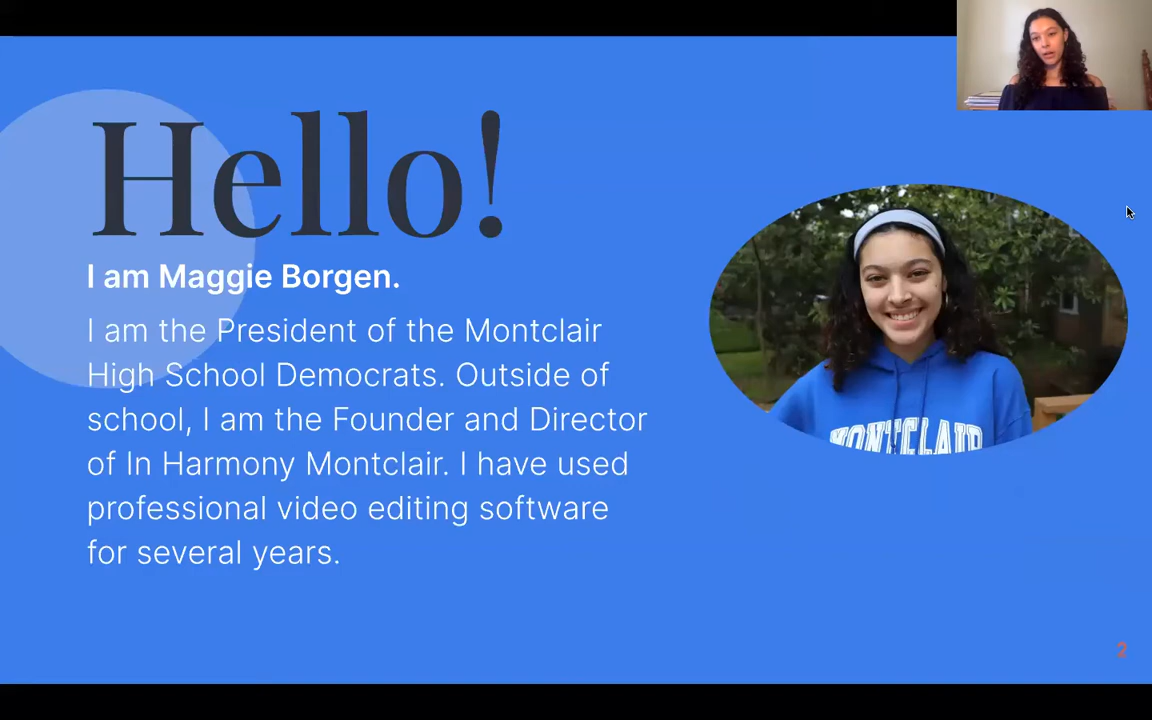 Hello!
I am Maggie Borgen.
I am the President of the Montclair
High School Democrats. Outside of
school, I am the Founder and Director
of In Harmony Montclair. I have used
professional video editing software
for several years.
MONTCLAIR
2